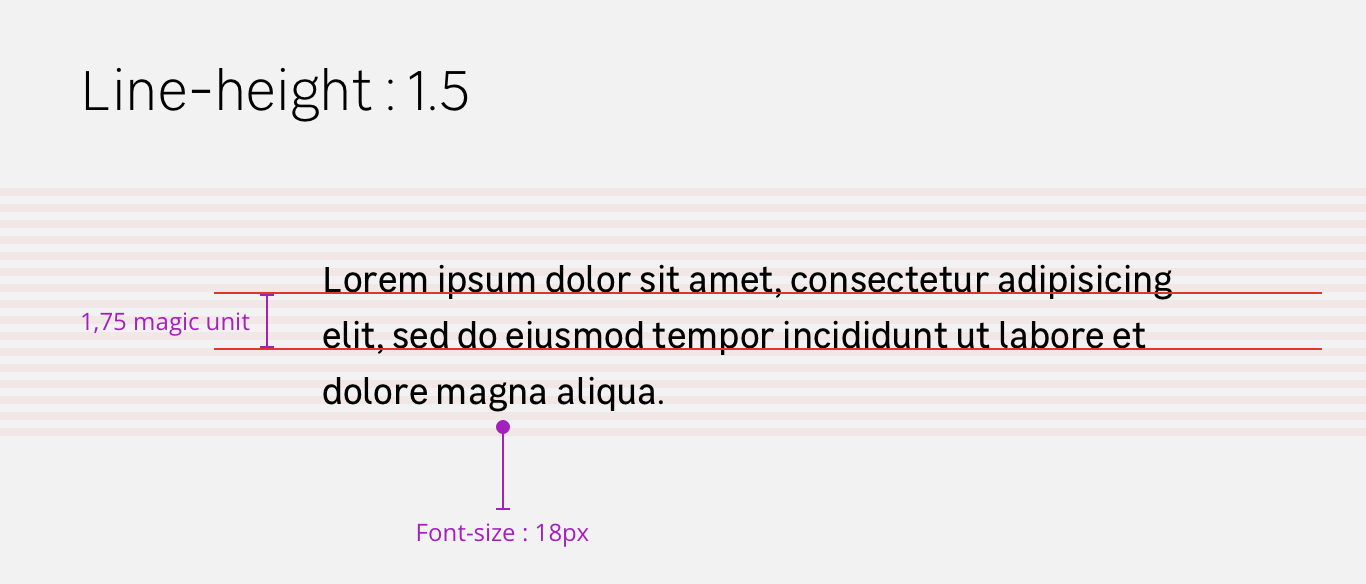 Line-height : 1.5
Lorem ipsum dolor sit amet, consectetur adipisicing
1,75 magic unit
elit, sed do eiusmod tempor incididunt ut labore et
dolore magna aliqua.
Font-size : 18px